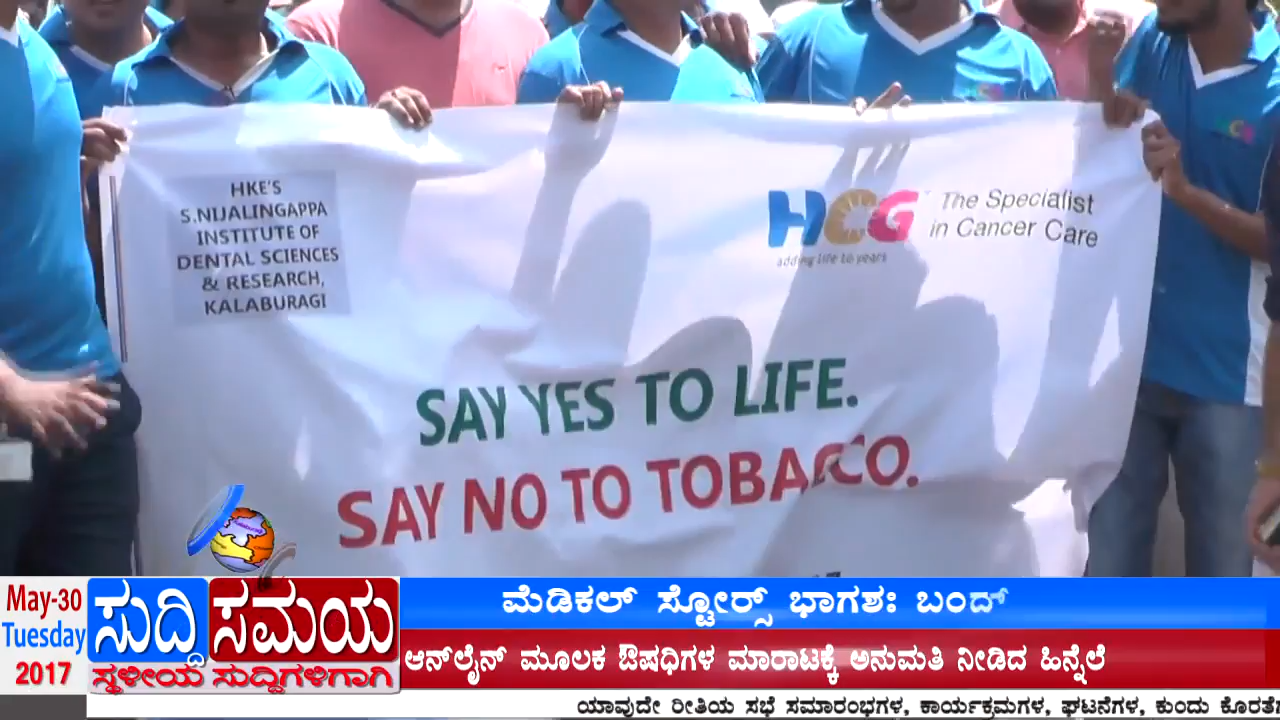 HKE'S
S.NIJALINGAPPA
INSTITUTE OF
DENTAL SCIENCES
& RESEARCH,
KALABURAGI
HCG The Specialist
in Cancer Care
adding life to years
SAY YES TO LIFE.
SAY NO TO TOBACCO.
May-30
Tuesday
2017
ಸುದ್ದಿ ಸಮಯ
ಸ್ಥಳೀಯ ಸುದ್ದಿಗಳಿಗಾಗಿ
ಮೆಡಿಕಲ್ ಸ್ಟೋರ್ಸ್ ಭಾಗಶಃ ಬಂದ್
ಆನ್‌ಲೈನ್ ಮೂಲಕ ಔಷಧಿಗಳ ಮಾರಾಟಕ್ಕೆ ಅನುಮತಿ ನೀಡಿದ ಹಿನ್ನೆಲೆ
ಯಾವುದೇ ರೀತಿಯ ಸಭೆ ಸಮಾರಂಭಗಳ, ಕಾರ್ಯಕ್ರಮಗಳ, ಘಟನೆಗಳ, ಕುಂದು